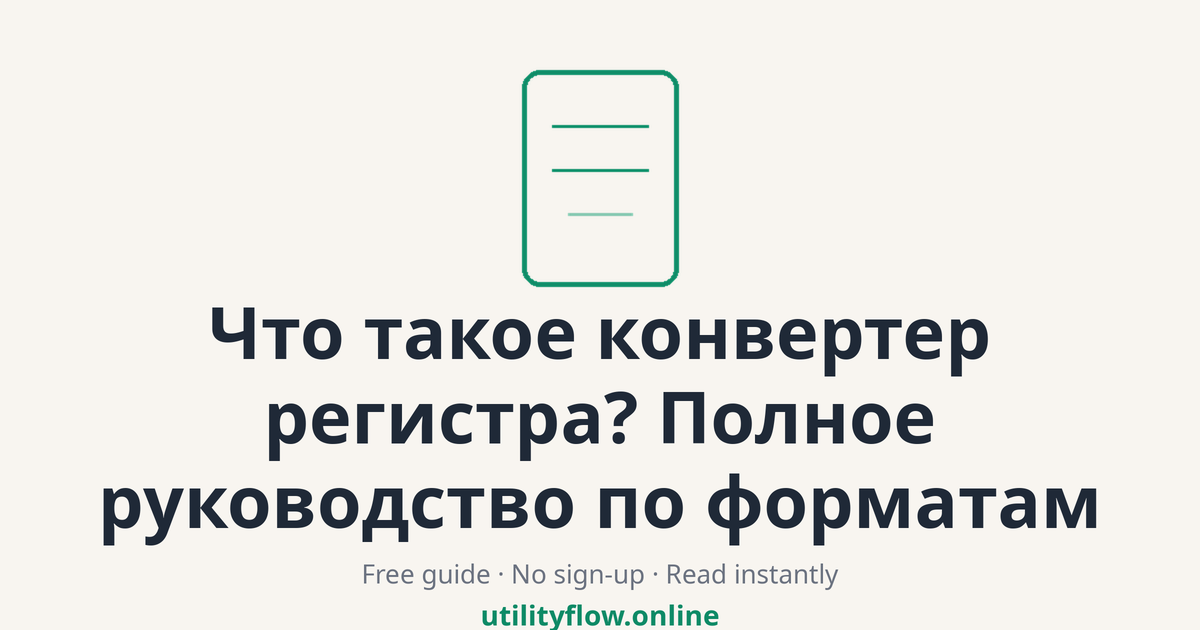 Что такое конвертер
регистра? Полное
руководство по форматам
Free guide · No sign-up · Read instantly
utilityflow.online